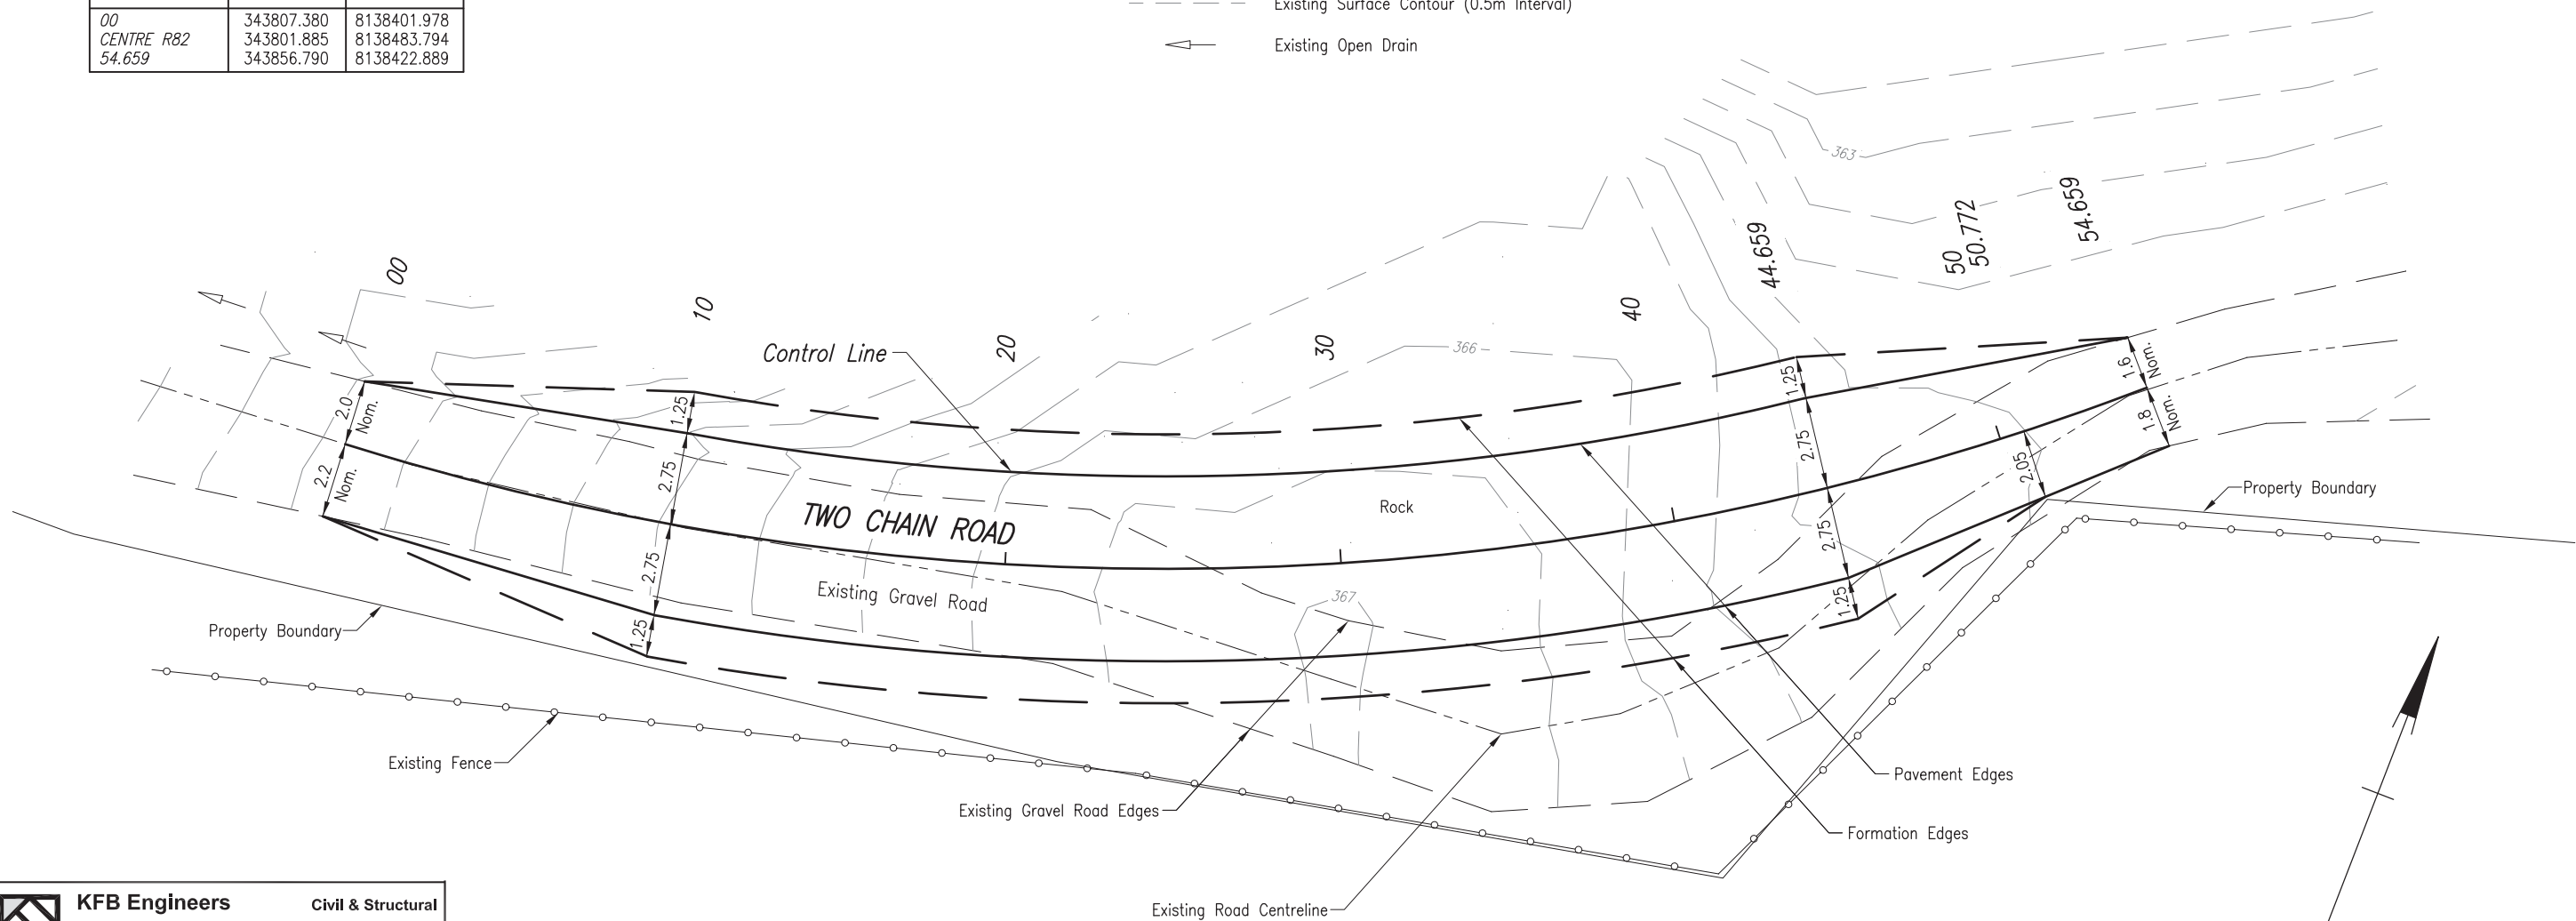 00 343807.380 8138401.978
CENTRE R82 343801.885 8138483.794
54.659 343856.790 8138422.889
Existing Surface Contour (0.5m Interval)
Existing Open Drain
363
54.659
50
50.772
44.659
00
10
20
30
40
Control Line
366
1.25
1.25
1.6
Nom.
2.0
Nom.
1.8
Nom.
2.2
Nom.
2.75
2.75
2.05
Rock
Property Boundary
TWO CHAIN ROAD
2.75
2.75
Existing Gravel Road
367
1.25
1.25
Property Boundary
Existing Fence
Pavement Edges
Existing Gravel Road Edges
Formation Edges
Existing Road Centreline
KFB Engineers Civil & Structural